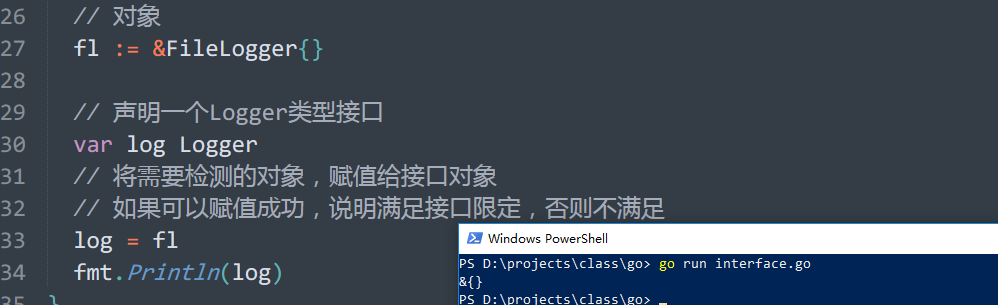 26 // 对象
27 fl := &FileLogger{}
28
29 // 声明一个Logger类型接口
30 var log Logger
31 // 将需要检测的对象，赋值给接口对象
32 // 如果可以赋值成功，说明满足接口限定，否则不满足
33 log = fl
34 fmt.Println(log)
35 }
Windows PowerShell
PS D:\projects\class\go> go run interface.go
&{}
PS D:\projects\class\go> _